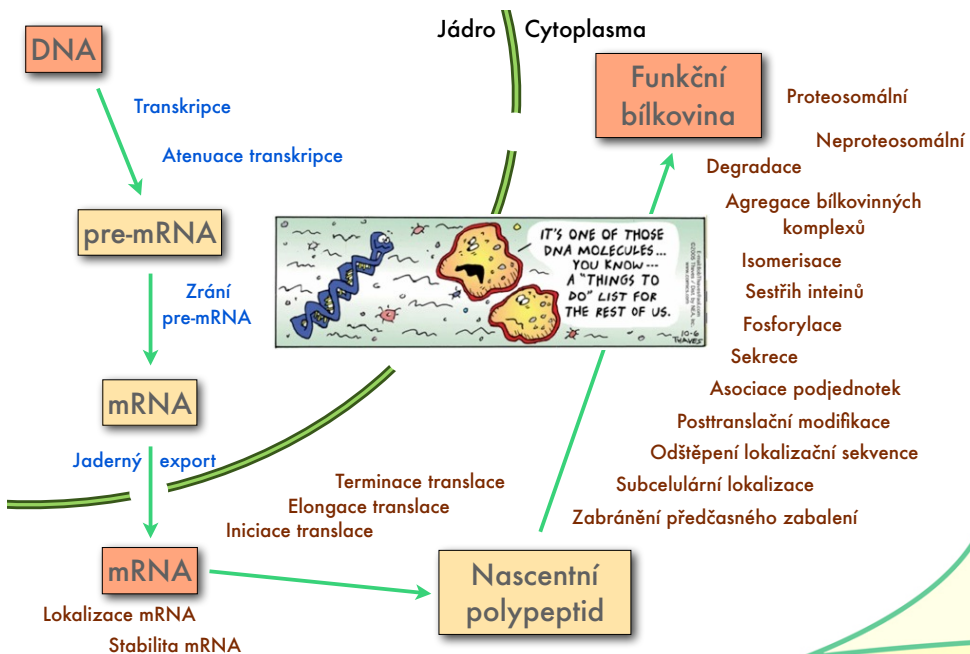 Jádro
Cytoplasma
DNA
Transkripce
Atenuace transkripce
pre-mRNA
Zrání
pre-mRNA
mRNA
Jaderný export
mRNA
Lokalizace mRNA
Stabilita mRNA
Terminace translace
Elongace translace
Iniciace translace
Nascentní
polypeptid
Funkční
bílkovina
Proteosomální
Neproteosomální
Degradace
Agregace bílkovinných
komplexů
Isomerisace
Sestřih inteinů
Fosforylace
Sekrece
Asociace podjednotek
Posttranslační modifikace
Odštěpení lokalizační sekvence
Subcelulární lokalizace
Zabránění předčasného zabalení
IT'S ONE OF THOSE
DNA MOLECULES...
YOU KNOW---
A "THINGS TO
DO" LIST FOR
THE REST OF US.
10-6
THAVES